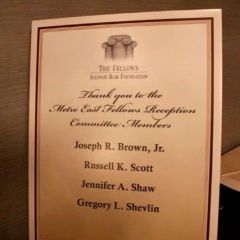 THE FELLOWS
ILLINOIS BAR FOUNDATION
Thank you to the
Metro East Fellows Reception
Committee Members
Joseph R. Brown, Jr.
Russell K. Scott
Jennifer A. Shaw
Gregory L. Shevlin